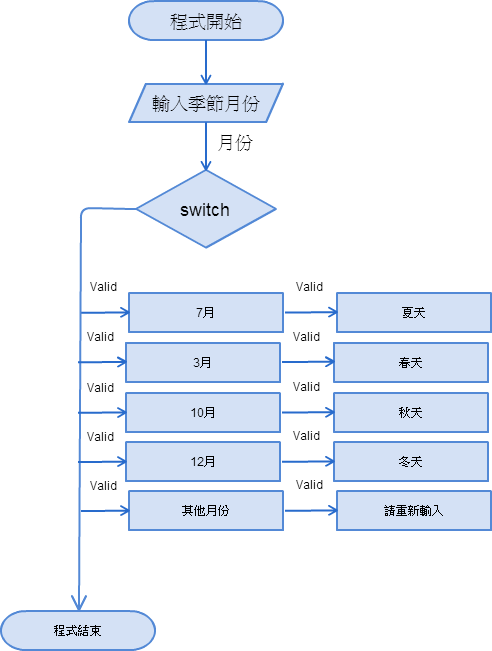 程式開始
輸入季節月份
月份
switch
Valid
7月
Valid
夏天
Valid
3月
Valid
春天
Valid
10月
Valid
秋天
Valid
12月
Valid
冬天
Valid
其他月份
Valid
請重新輸入
程式結束